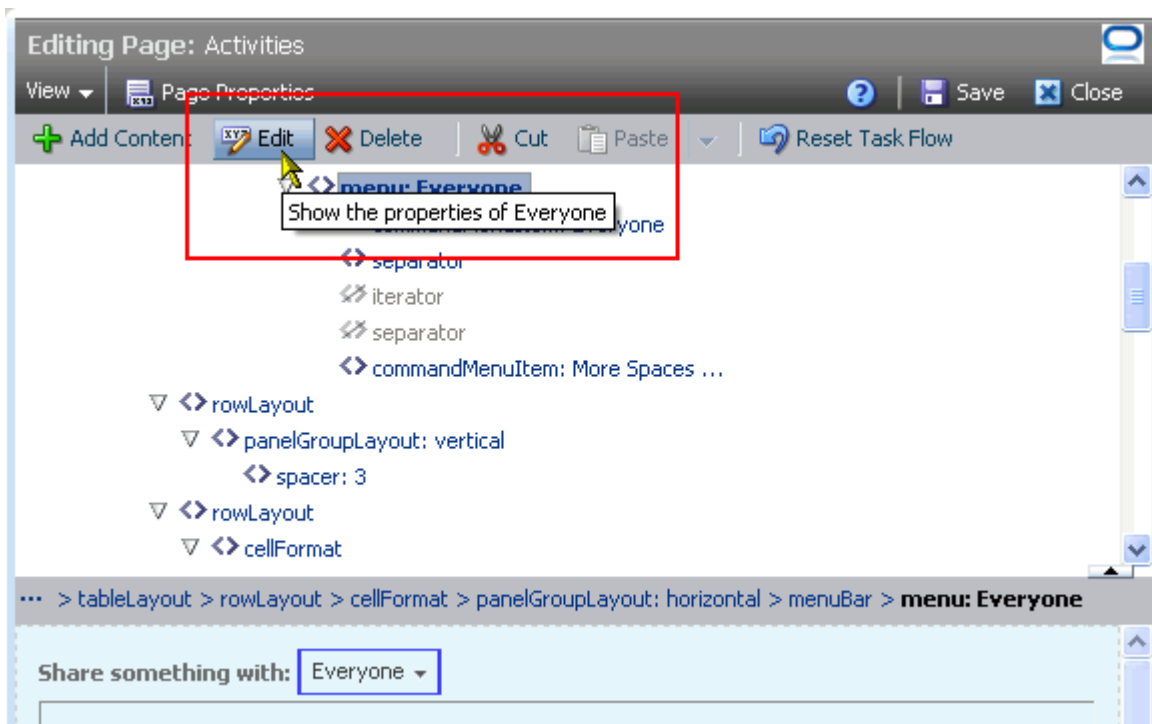 Editing Page: Activities
View Page Properties Save Close
Add Content Edit Delete Cut Paste Reset Task Flow
menu: Everyone
Show the properties of Everyone
commandMenuItem: Everyone
separator
iterator
separator
commandMenuItem: More Spaces ...
rowLayout
panelGroupLayout: vertical
spacer: 3
rowLayout
cellFormat
... > tableLayout > rowLayout > cellFormat > panelGroupLayout: horizontal > menuBar > menu: Everyone
Share something with: Everyone